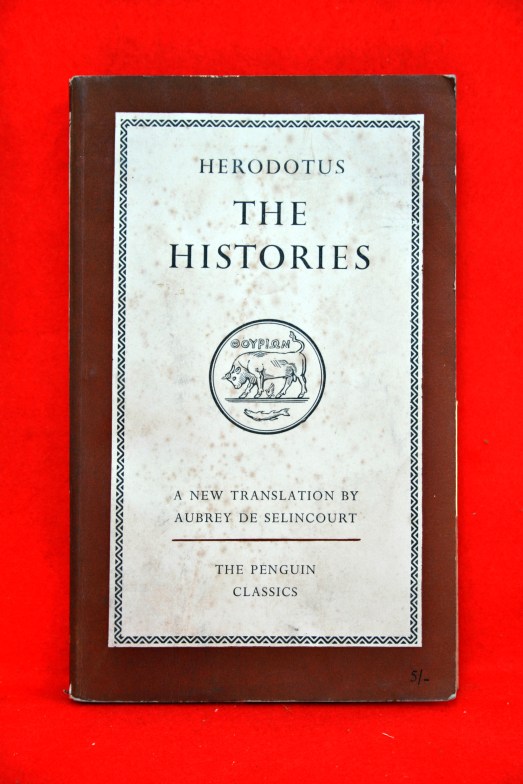 HERODOTUS
THE
HISTORIES
ΘΟΥΡΙΩΝ
A NEW TRANSLATION BY
AUBREY DE SELINCOURT
THE PENGUIN
CLASSICS
5/-